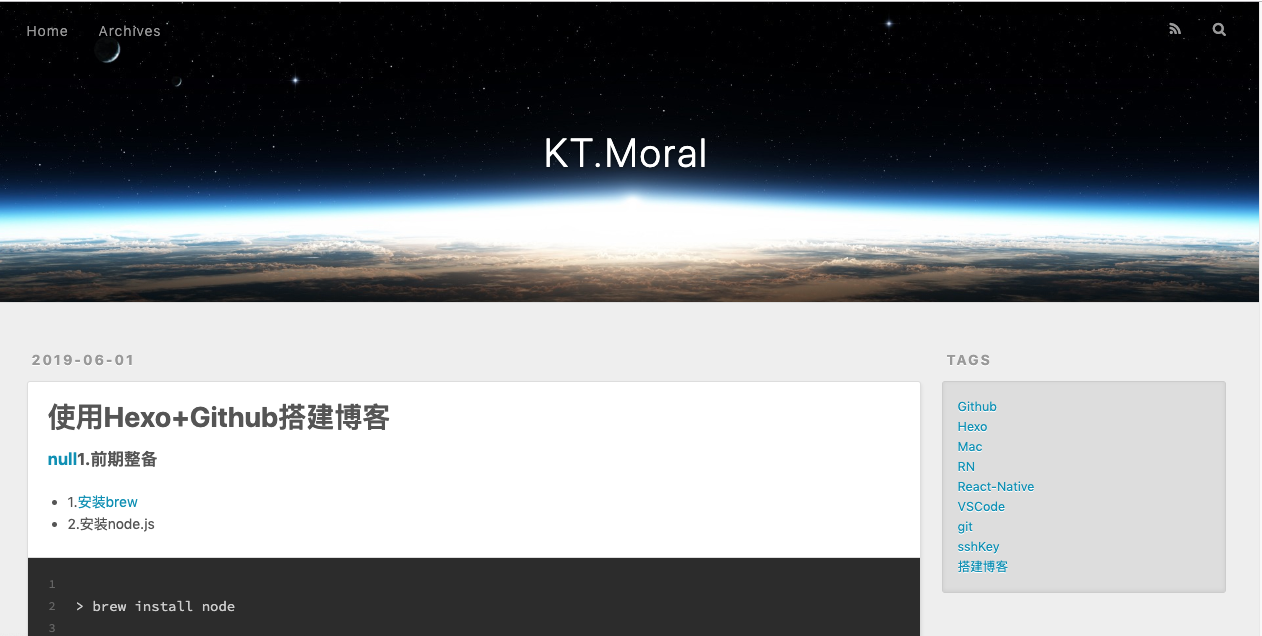 Home Archives
KT.Moral
2019-06-01
使用Hexo+Github搭建博客
null1.前期整备
1.安装brew
2.安装node.js
1
2 > brew install node
3
TAGS
Github
Hexo
Mac
RN
React-Native
VSCode
git
sshKey
搭建博客